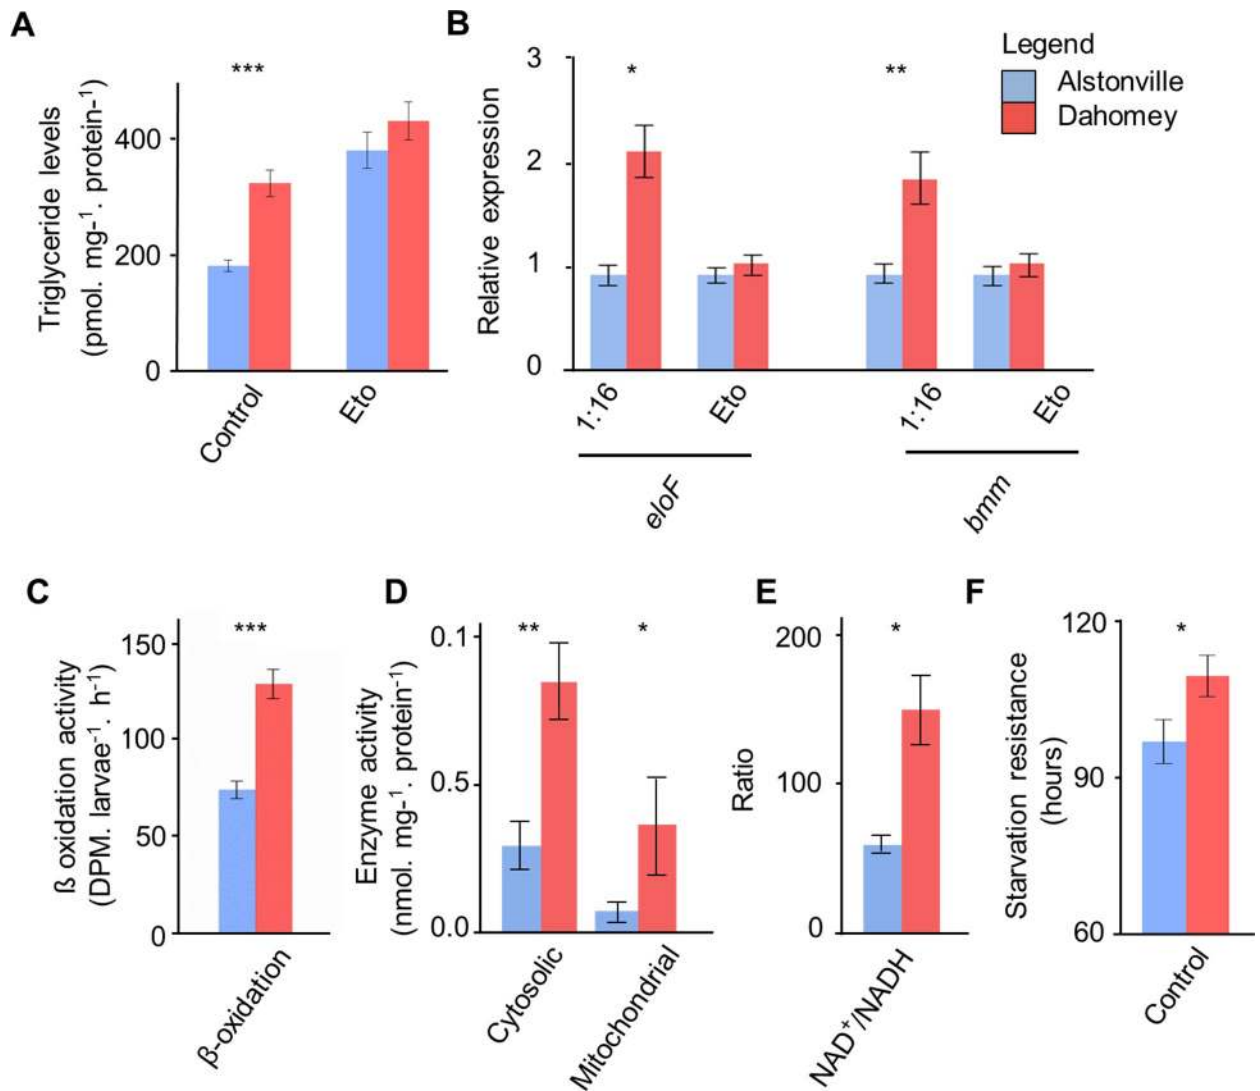 A
Triglyceride levels
(pmol. mg-¹. protein-¹)
400
200
0
***
Control
Eto
B
Relative expression
3
2
1
0
*
**
1:16
Eto
1:16
Eto
eloF
bmm
Legend
Alstonville
Dahomey
C
ß oxidation activity
(DPM. larvae⁻¹. h⁻¹)
150
100
50
0
***
β-oxidation
D
Enzyme activity
(nmol. mg-¹. protein⁻¹)
0.1
0.5
0.0
**
*
Cytosolic
Mitochondrial
E
Ratio
200
100
0
*
NAD⁺/NADH
F
Starvation resistance
(hours)
120
90
60
*
Control